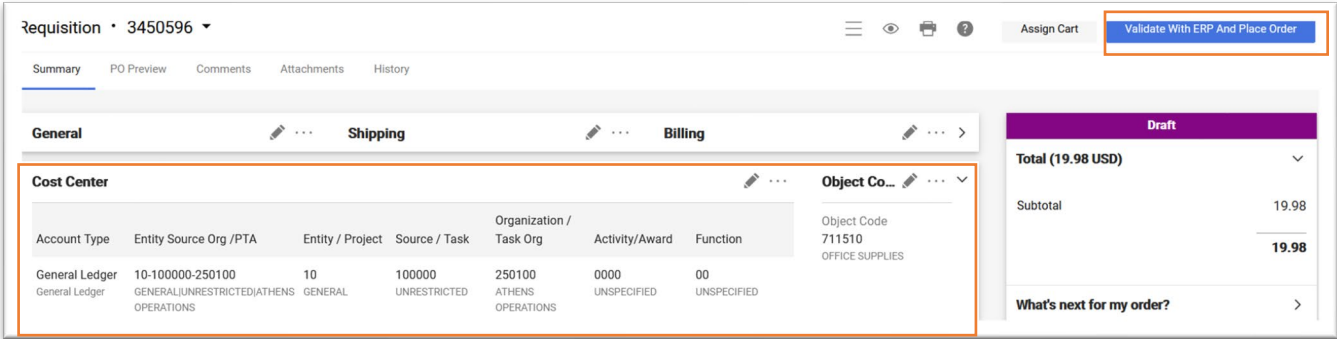 Requisition • 3450596
Assign Cart
Validate With ERP And Place Order
Summary PO Preview Comments Attachments History
General Shipping Billing
Draft
Total (19.98 USD)
Subtotal 19.98
19.98
What's next for my order?
Cost Center
Object Co...
Account Type Entity Source Org /PTA Entity / Project Source / Task Organization / Task Org Activity/Award Function
General Ledger 10-100000-250100 10 100000 250100 0000 00
General Ledger GENERAL|UNRESTRICTED|ATHENS GENERAL UNRESTRICTED ATHENS UNSPECIFIED UNSPECIFIED
OPERATIONS OPERATIONS
Object Code
711510
OFFICE SUPPLIES